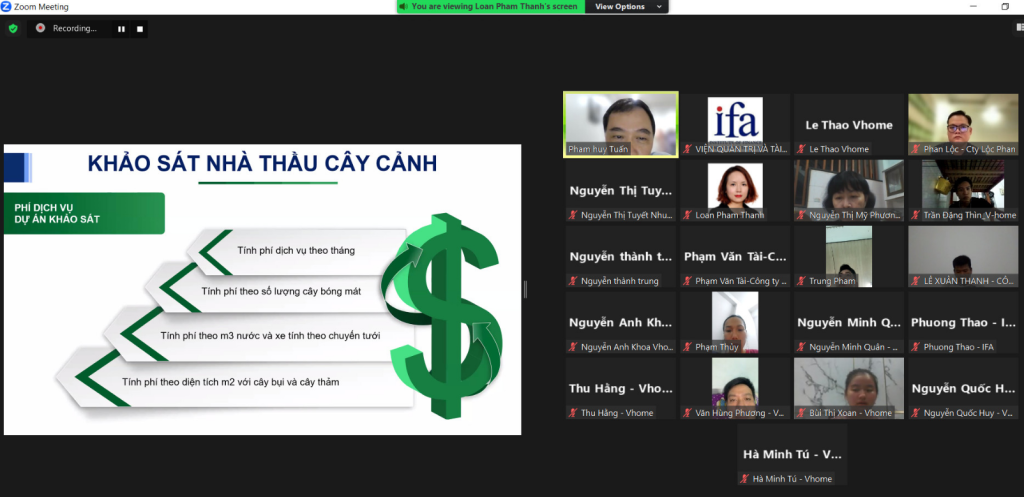 Zoom Meeting
You are viewing Loan Pham Thanh's screen
View Options
Recording...
KHẢO SÁT NHÀ THẦU CÂY CẢNH
PHÍ DỊCH VỤ
DỰ ÁN KHẢO SÁT
Tính phí dịch vụ theo tháng
Tính phí theo số lượng cây bóng mát
Tính phí theo m3 nước và xe tính theo chuyến tưới
Tính phí theo diện tích m2 với cây bụi và cây thảm
Phạm huy Tuấn
ifa
VIỆN QUẢN TRỊ VÀ TÀI...
Le Thao Vhome
Le Thao Vhome
Phan Lộc - Cty Lộc Phan
Nguyễn Thị Tuy...
Nguyễn Thị Tuyết Nhu...
Loan Pham Thanh
Nguyễn Thị Mỹ Phượn...
Trần Đặng Thìn_V-home
Nguyễn thành t...
Nguyễn thành trung
Phạm Văn Tài-C...
Phạm Văn Tài-Công ty ...
Trung Pham
LÊ XUÂN THANH - CÔ...
Nguyễn Anh Kh...
Nguyễn Anh Khoa Vho...
Phạm Thủy
Nguyễn Minh Q...
Nguyễn Minh Quân - ...
Phuong Thao - I...
Phuong Thao - IFA
Thu Hằng - Vho...
Thu Hằng - Vhome
Văn Hùng Phương - V...
Bùi Thị Xoan - Vhome
Nguyễn Quốc H...
Nguyễn Quốc Huy - V...
Hà Minh Tú - V...
Hà Minh Tú - Vhome